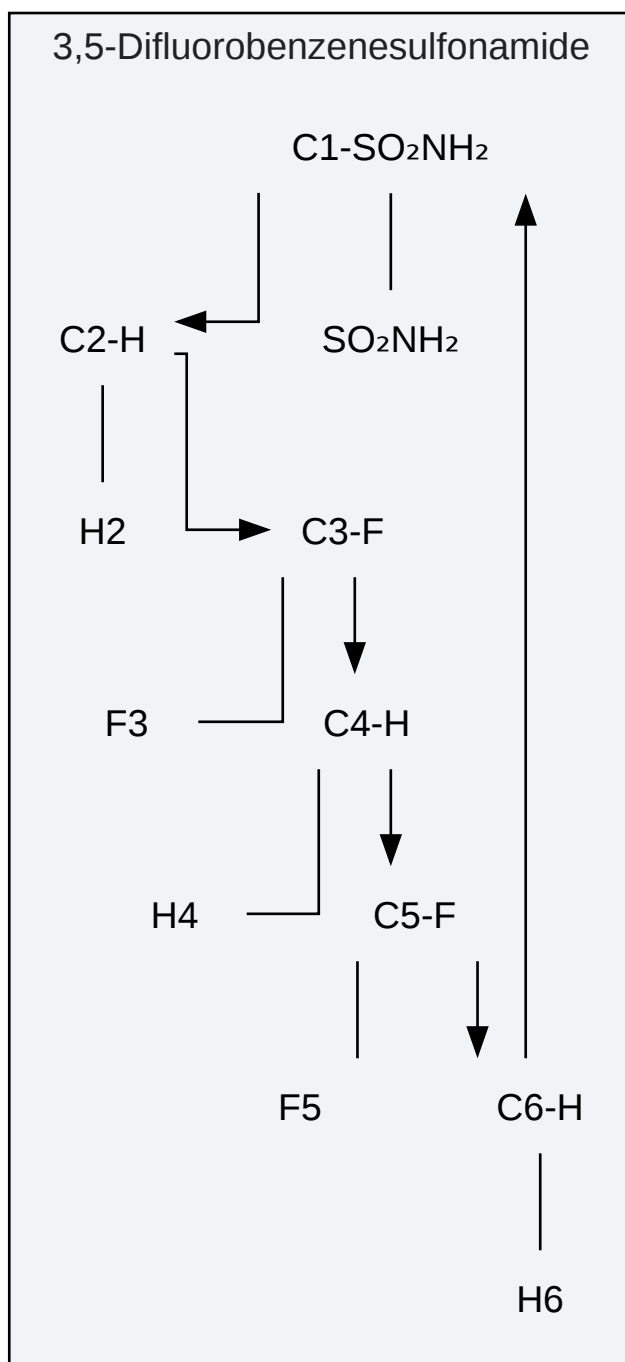 3,5-Difluorobenzenesulfonamide
C1-SO₂NH₂
C2-H
SO₂NH₂
H2
C3-F
F3
C4-H
H4
C5-F
F5
C6-H
H6